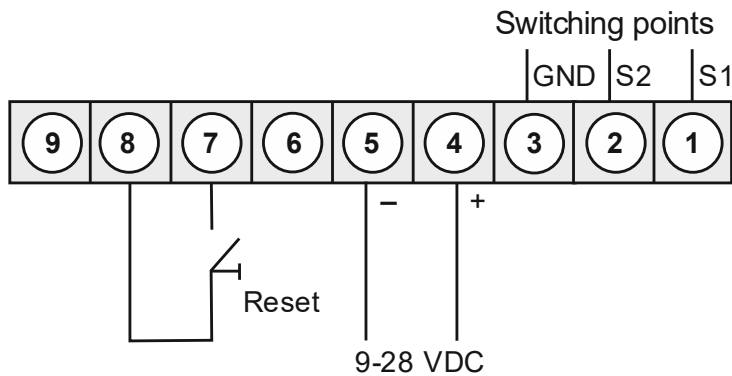 Switching points
GND S2 S1
9 8 7 6 5 4 3 2 1
– +
Reset
9-28 VDC